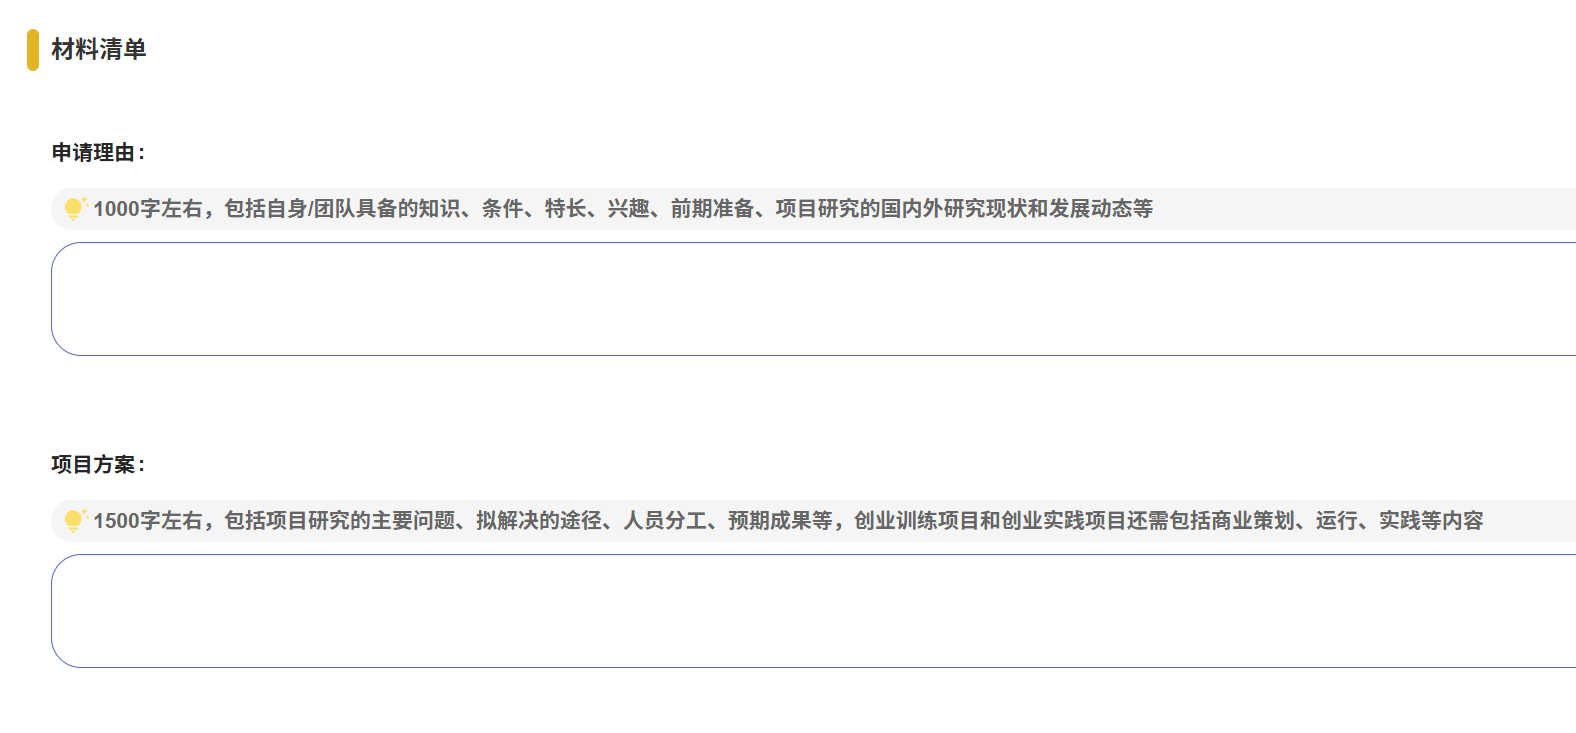 材料清单
申请理由：
1000字左右，包括自身/团队具备的知识、条件、特长、兴趣、前期准备、项目研究的国内外研究现状和发展动态等
项目方案：
1500字左右，包括项目研究的主要问题、拟解决的途径、人员分工、预期成果等，创业训练项目和创业实践项目还需包括商业策划、运行、实践等内容